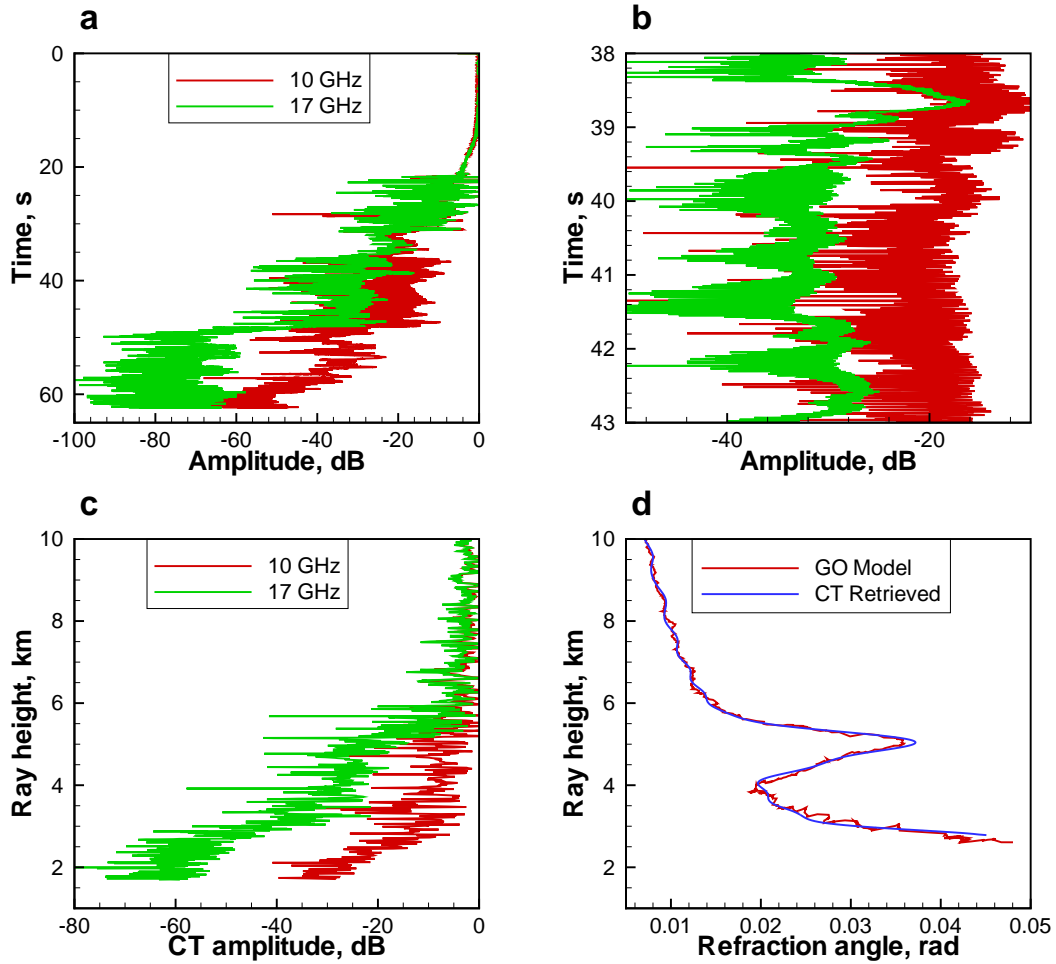 a
0
20
40
60
Time, s
10 GHz
17 GHz
-100
-80
-60
-40
-20
0
Amplitude, dB
b
38
39
40
41
42
43
Time, s
-40
-20
Amplitude, dB
c
10
8
6
4
2
Ray height, km
10 GHz
17 GHz
-80
-60
-40
-20
0
CT amplitude, dB
d
10
8
6
4
2
Ray height, km
GO Model
CT Retrieved
0.01
0.02
0.03
0.04
0.05
Refraction angle, rad